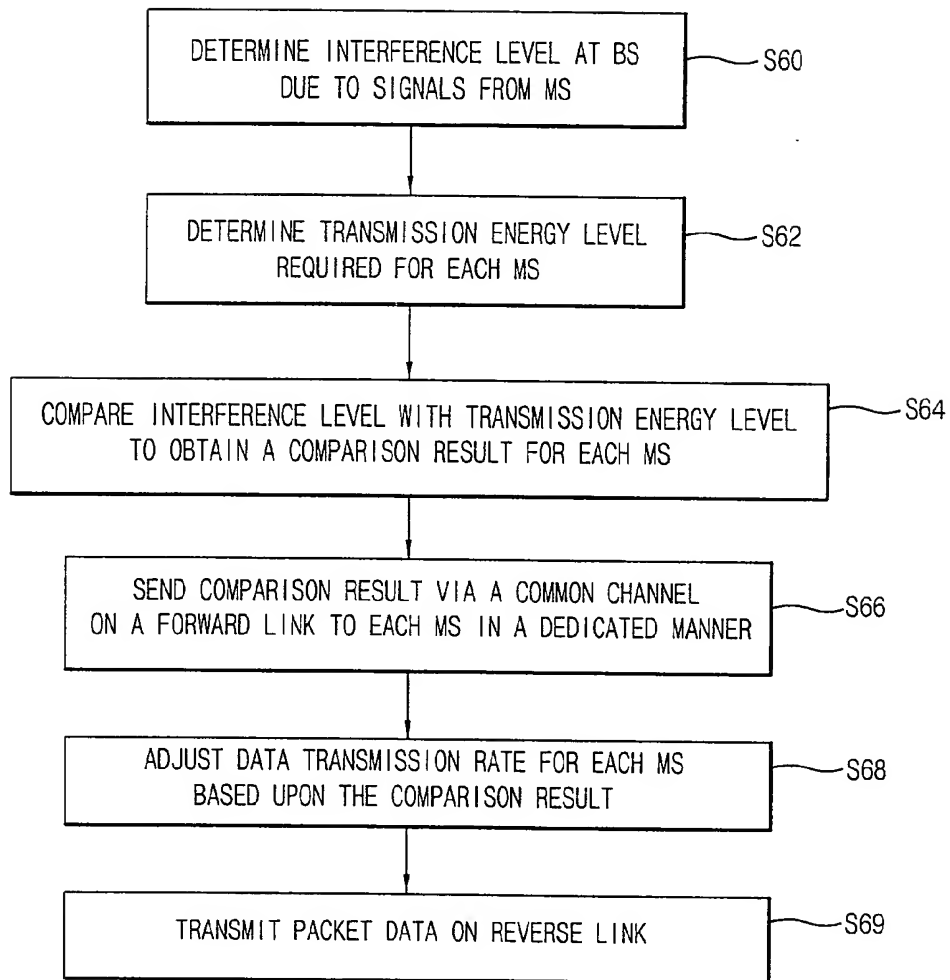 DETERMINE INTERFERENCE LEVEL AT BS
DUE TO SIGNALS FROM MS
S60
DETERMINE TRANSMISSION ENERGY LEVEL
REQUIRED FOR EACH MS
S62
COMPARE INTERFERENCE LEVEL WITH TRANSMISSION ENERGY LEVEL
TO OBTAIN A COMPARISON RESULT FOR EACH MS
S64
SEND COMPARISON RESULT VIA A COMMON CHANNEL
ON A FORWARD LINK TO EACH MS IN A DEDICATED MANNER
S66
ADJUST DATA TRANSMISSION RATE FOR EACH MS
BASED UPON THE COMPARISON RESULT
S68
TRANSMIT PACKET DATA ON REVERSE LINK
S69